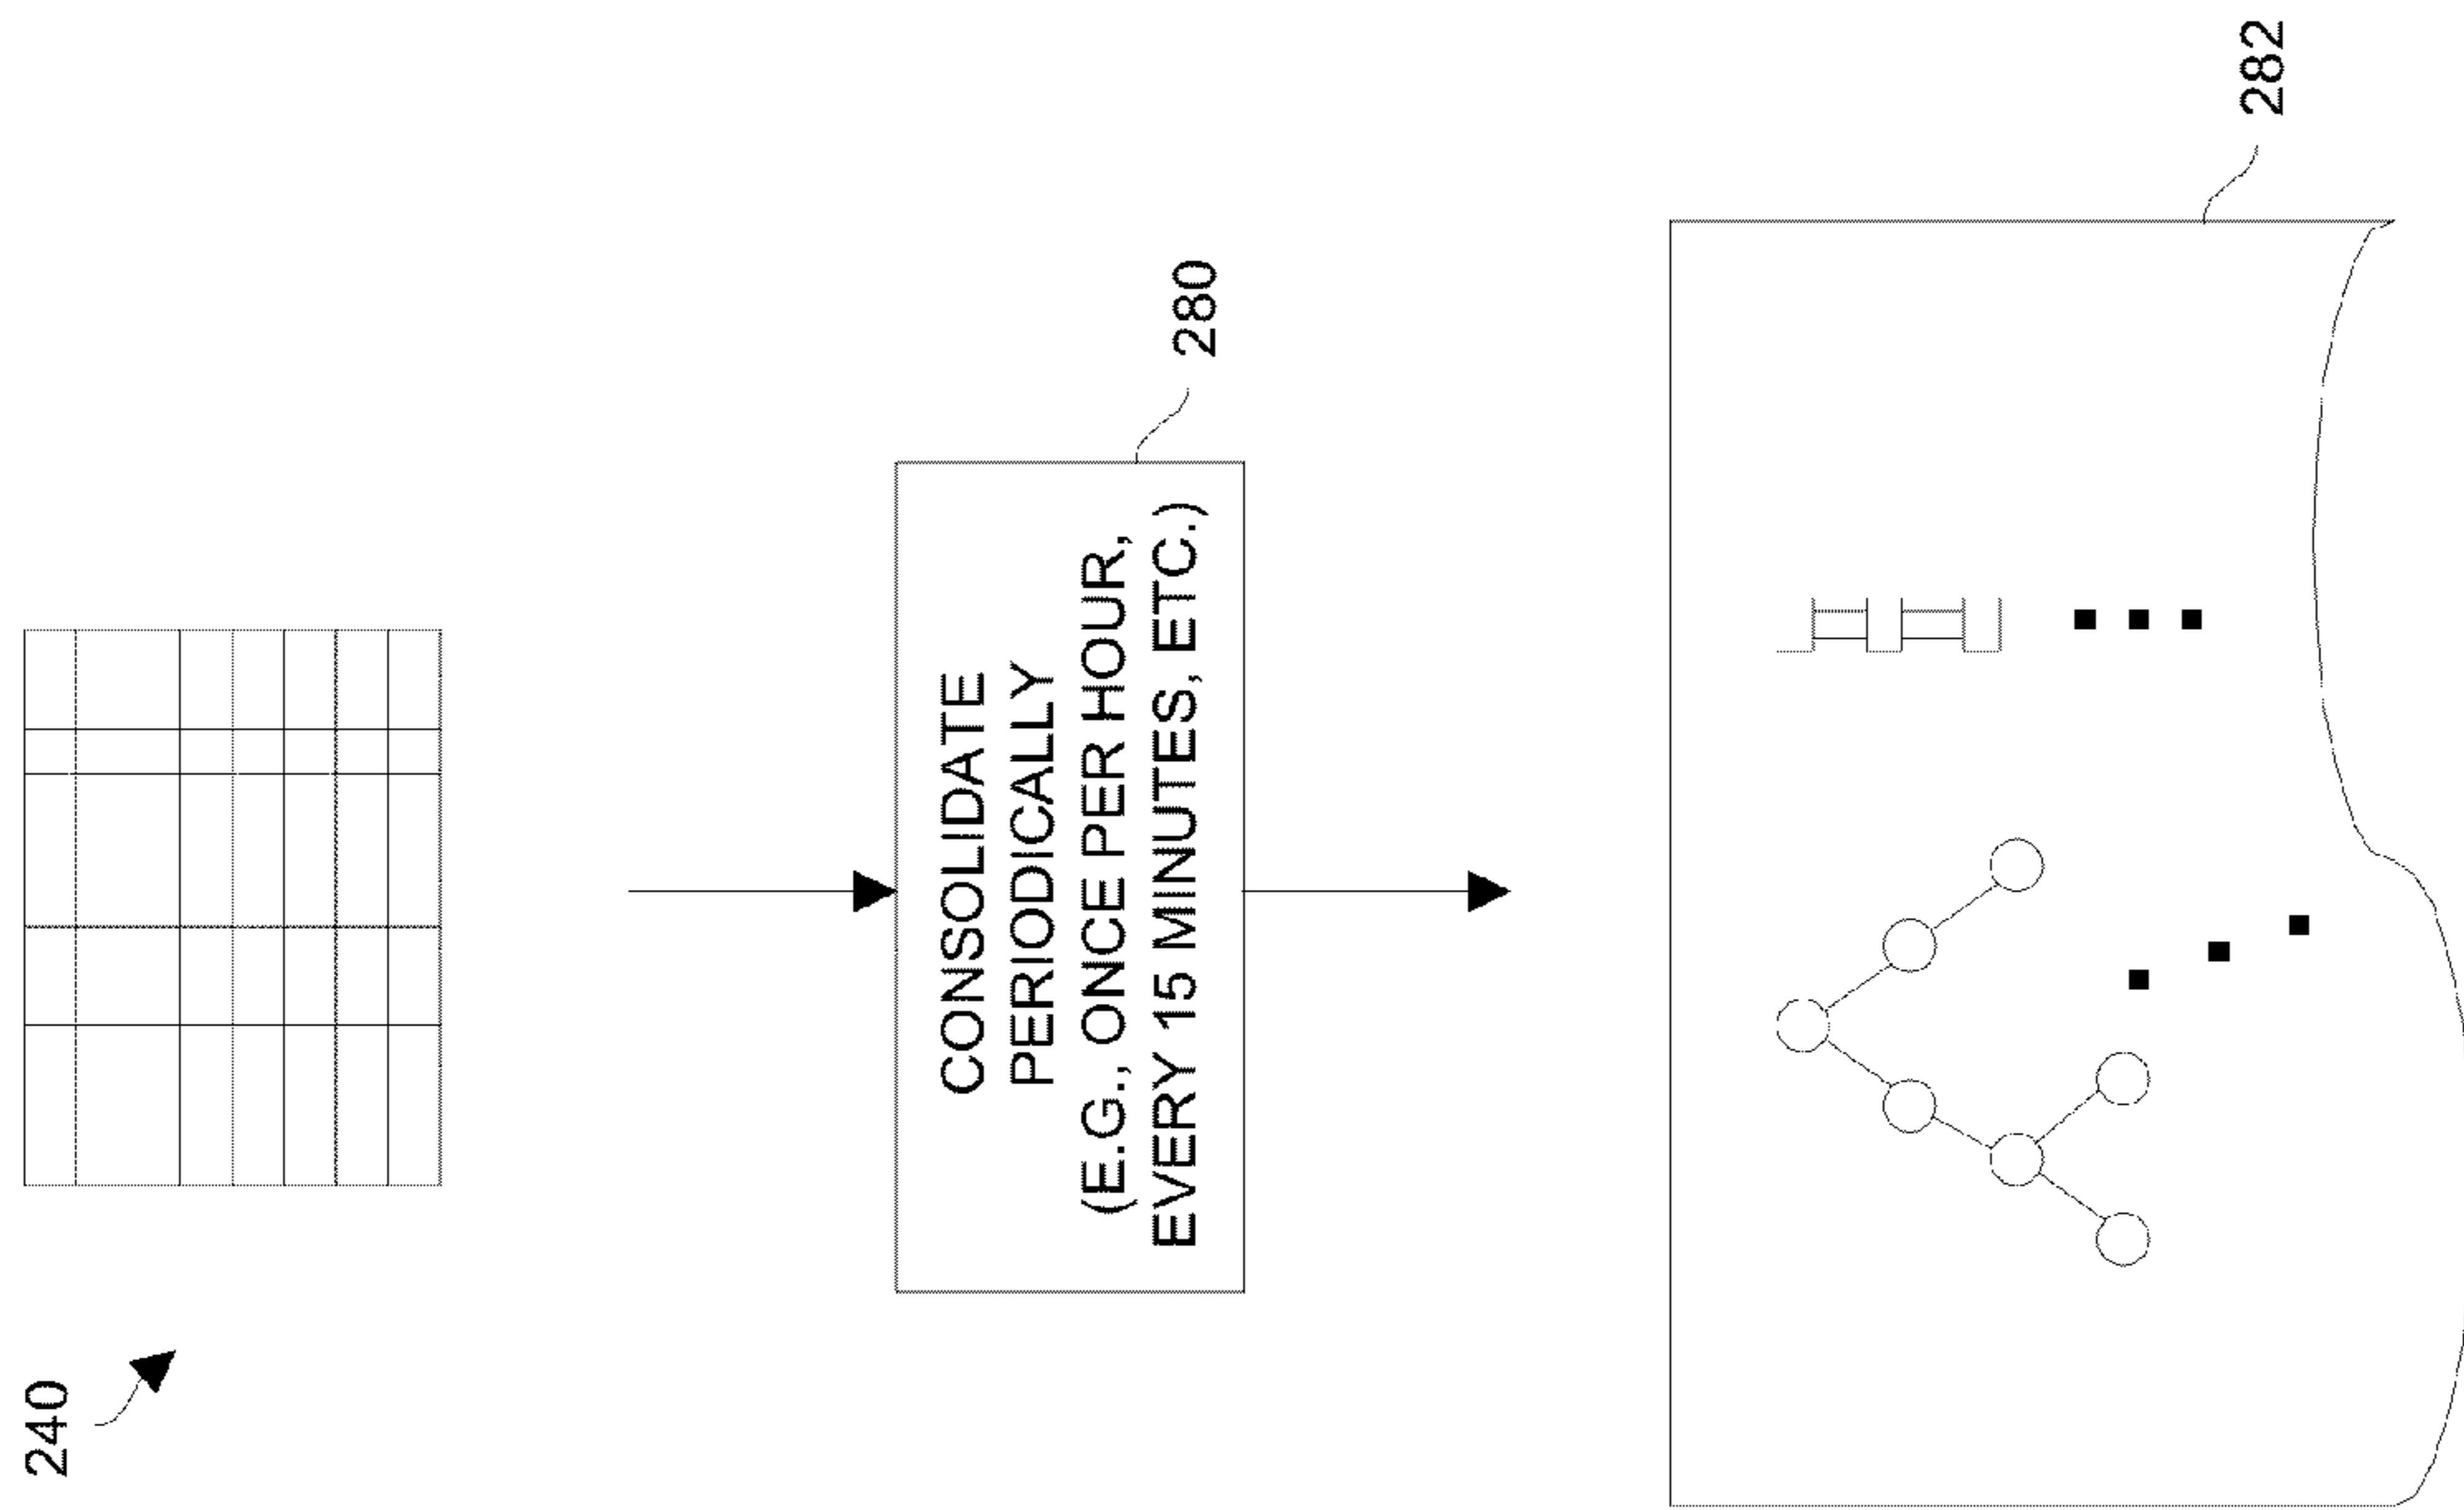 240
CONSOLIDATE
PERIODICALLY
(E.G., ONCE PER HOUR,
EVERY 15 MINUTES, ETC.)
280
282